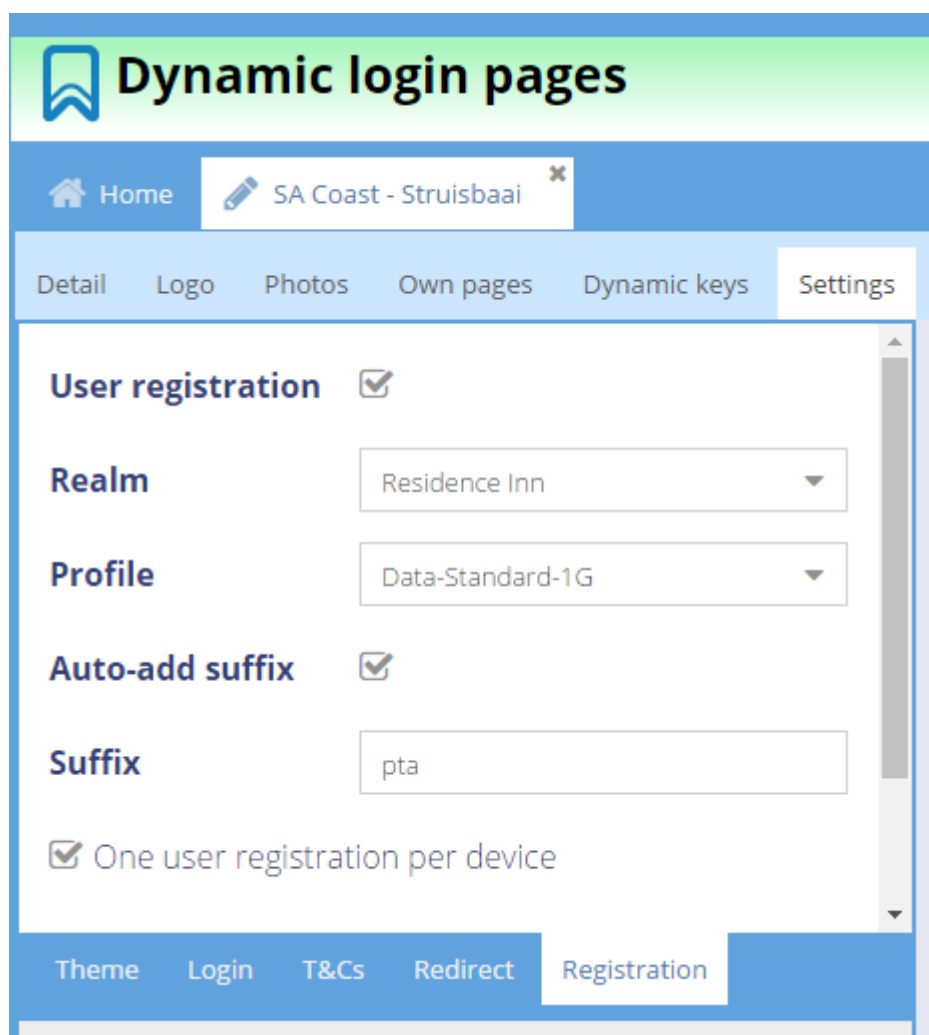 Dynamic login pages
Home SA Coast - Struisbaai
Detail Logo Photos Own pages Dynamic keys Settings
User registration
Realm Residence Inn
Profile Data-Standard-1G
Auto-add suffix
Suffix pta
One user registration per device
Theme Login T&Cs Redirect Registration